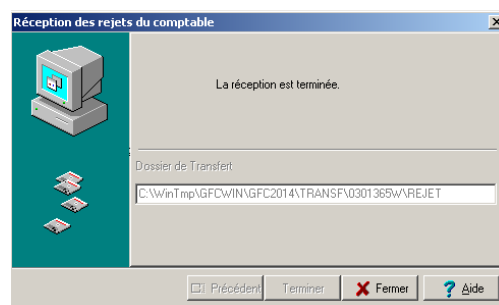 Réception des rejets du comptable
La réception est terminée.
Dossier de Transfert
C:\WinTmp\GFCWIN\GFC2014\TRANSF\0301365W\REJET
Précédent Terminer Fermer ? Aide